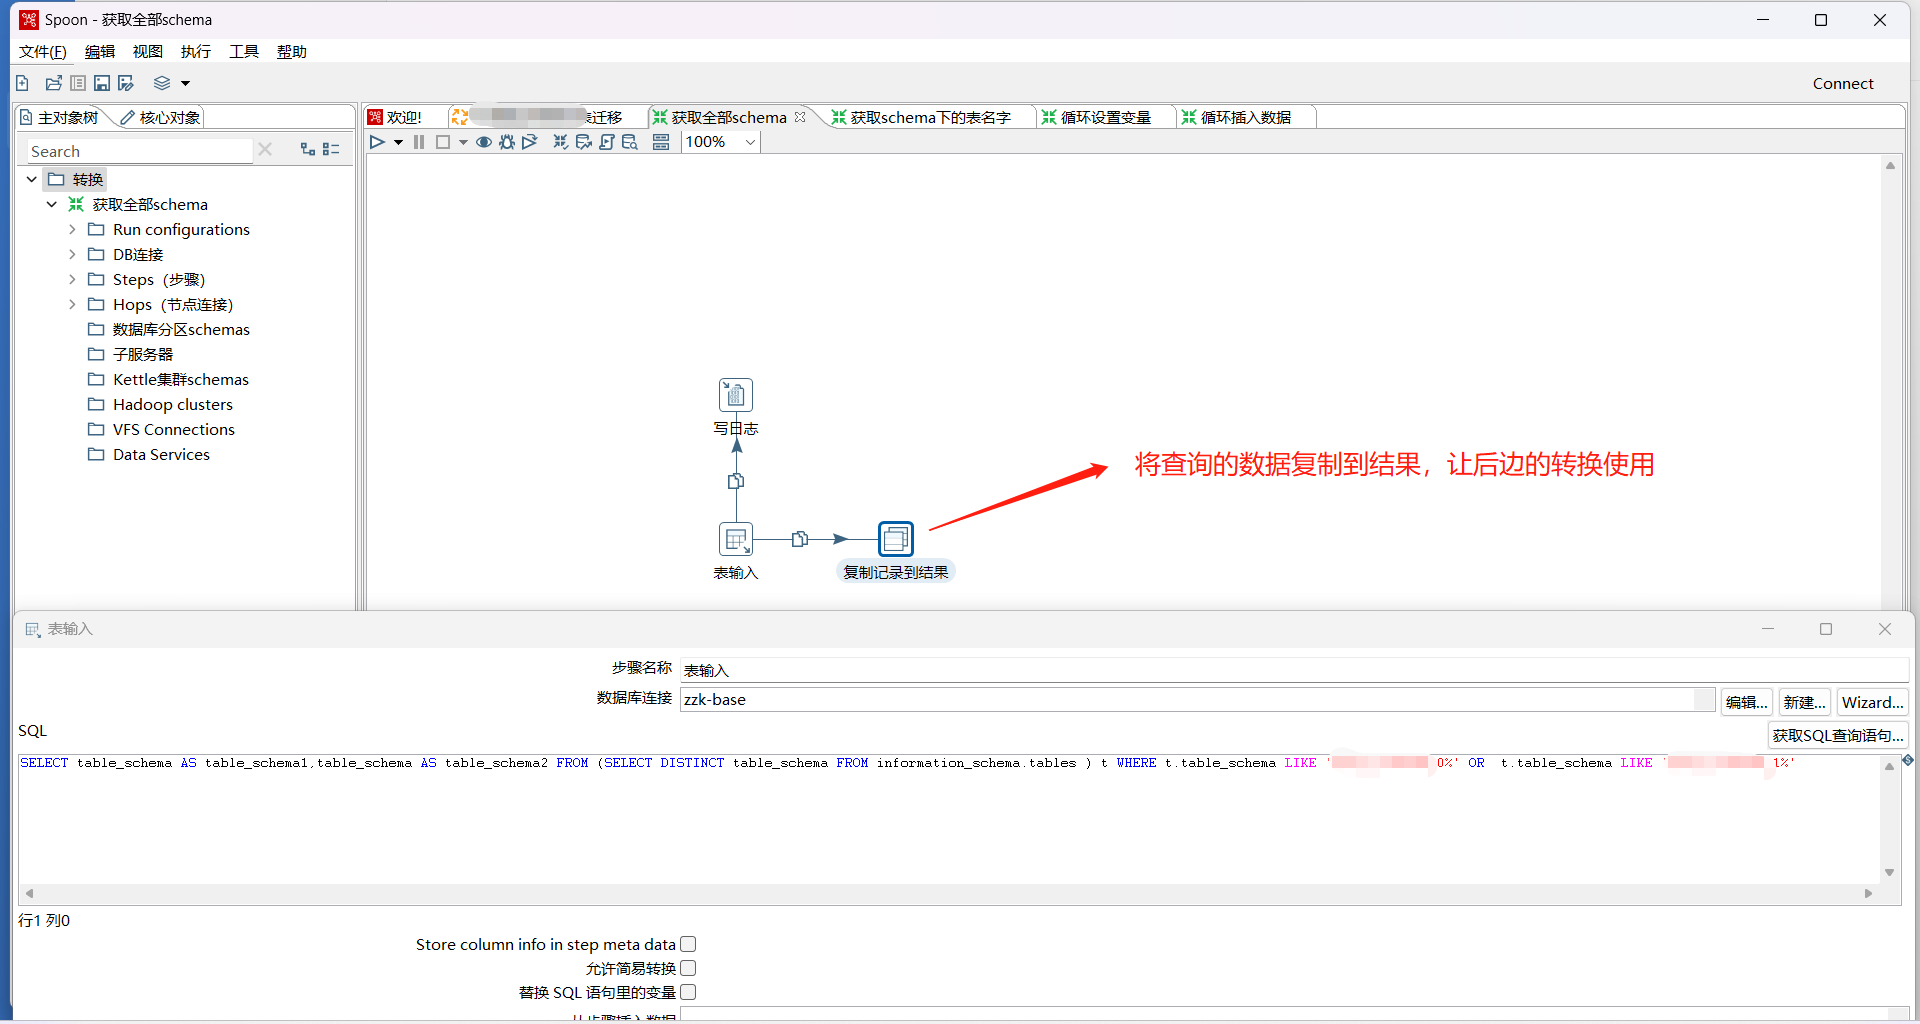 Spoon - 获取全部schema
文件(F) 编辑 视图 执行 工具 帮助
Connect
主对象树 核心对象
欢迎! 迁移 获取全部schema 获取schema下的表名字 循环设置变量 循环插入数据
100%
Search
转换
获取全部schema
Run configurations
DB连接
Steps（步骤）
Hops（节点连接）
数据库分区schemas
子服务器
Kettle集群schemas
Hadoop clusters
VFS Connections
Data Services
写日志
将查询的数据复制到结果，让后边的转换使用
表输入 复制记录到结果
表输入
步骤名称 表输入
数据库连接 zzk-base 编辑... 新建... Wizard...
SQL 获取SQL查询语句...
SELECT table_schema AS table_schema1,table_schema AS table_schema2 FROM (SELECT DISTINCT table_schema FROM information_schema.tables ) t WHERE t.table_schema LIKE ' 0%' OR  t.table_schema LIKE ' 1%'
行1 列0
Store column info in step meta data
允许简易转换
替换 SQL 语句里的变量
从步骤插入数据